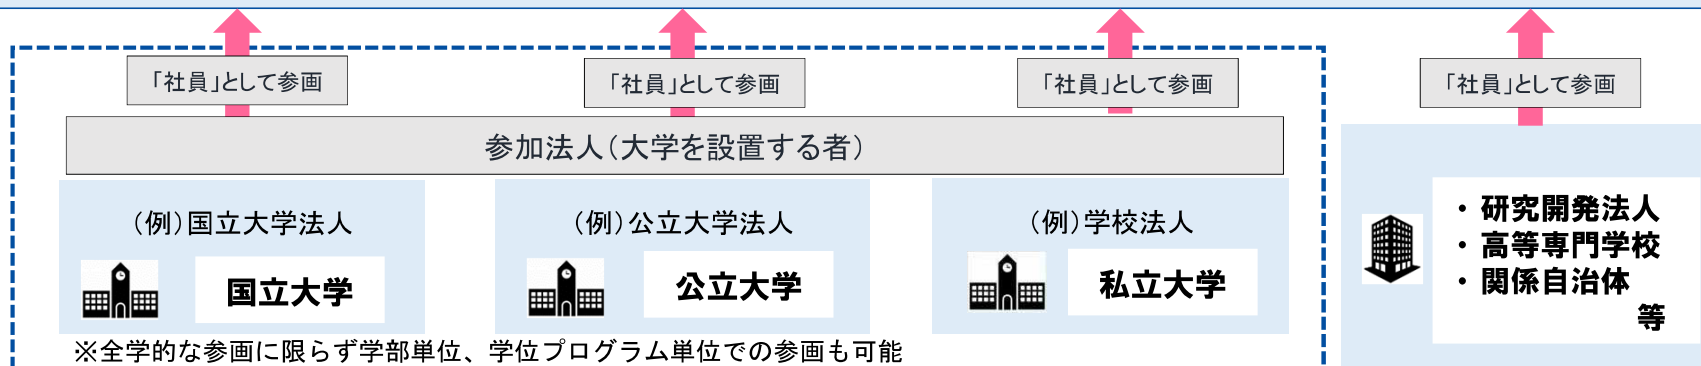 「社員」として参画
「社員」として参画
「社員」として参画
「社員」として参画
参加法人（大学を設置する者）
（例）国立大学法人
国立大学
（例）公立大学法人
公立大学
（例）学校法人
私立大学
・研究開発法人
・高等専門学校
・関係自治体
等
※全学的な参画に限らず学部単位、学位プログラム単位での参画も可能